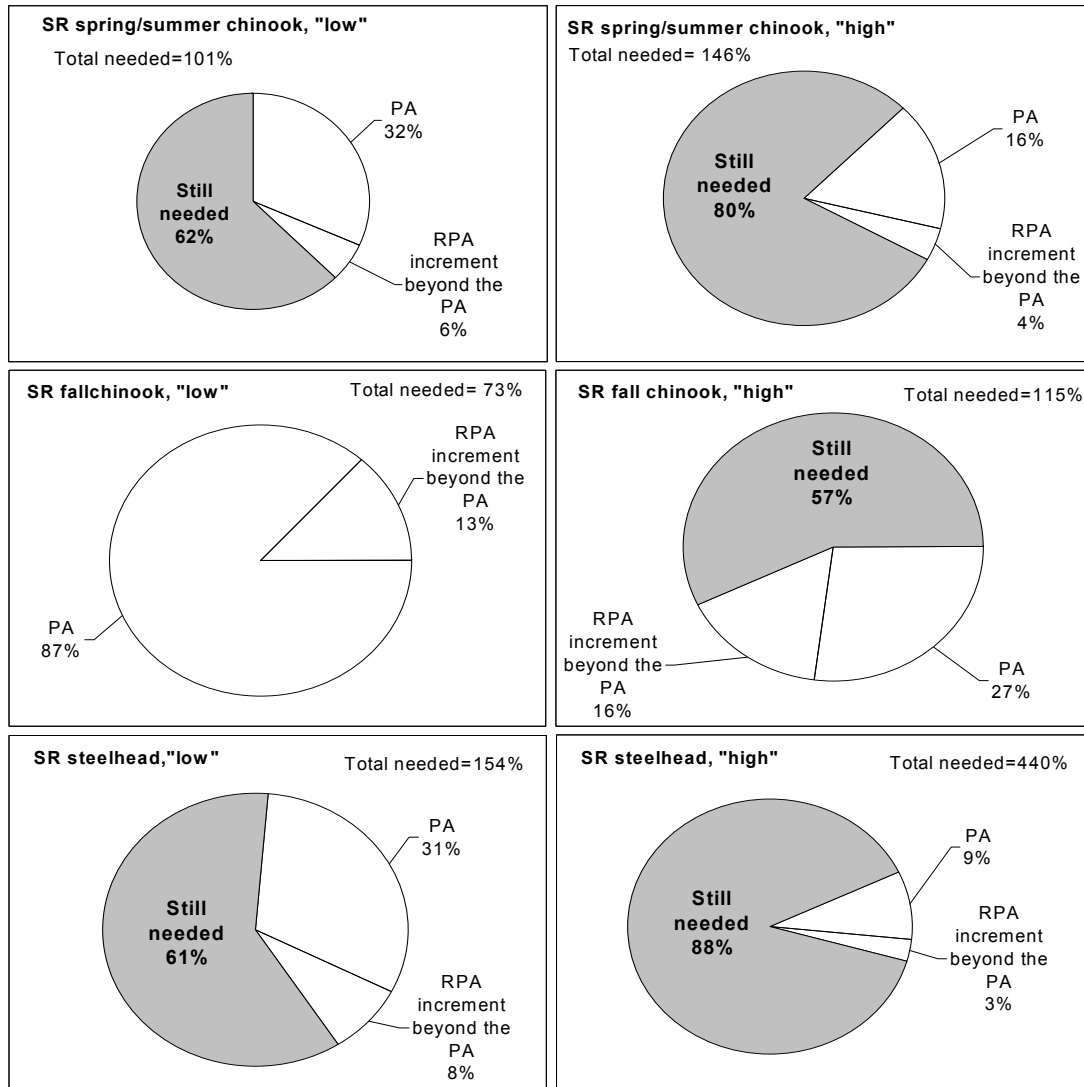 SR spring/summer chinook, "low"
Total needed=101%
PA
32%
Still
needed
62%
RPA
increment
beyond the
PA
6%
SR spring/summer chinook, "high"
Total needed= 146%
PA
16%
Still
needed
80%
RPA
increment
beyond the
PA
4%
SR fallchinook, "low"
Total needed= 73%
RPA
increment
beyond the
PA
13%
PA
87%
SR fall chinook, "high"
Total needed=115%
Still
needed
57%
RPA
increment
beyond the
PA
16%
PA
27%
SR steelhead,"low"
Total needed=154%
PA
31%
Still
needed
61%
RPA
increment
beyond the
PA
8%
SR steelhead, "high"
Total needed=440%
PA
9%
Still
needed
88%
RPA
increment
beyond the
PA
3%